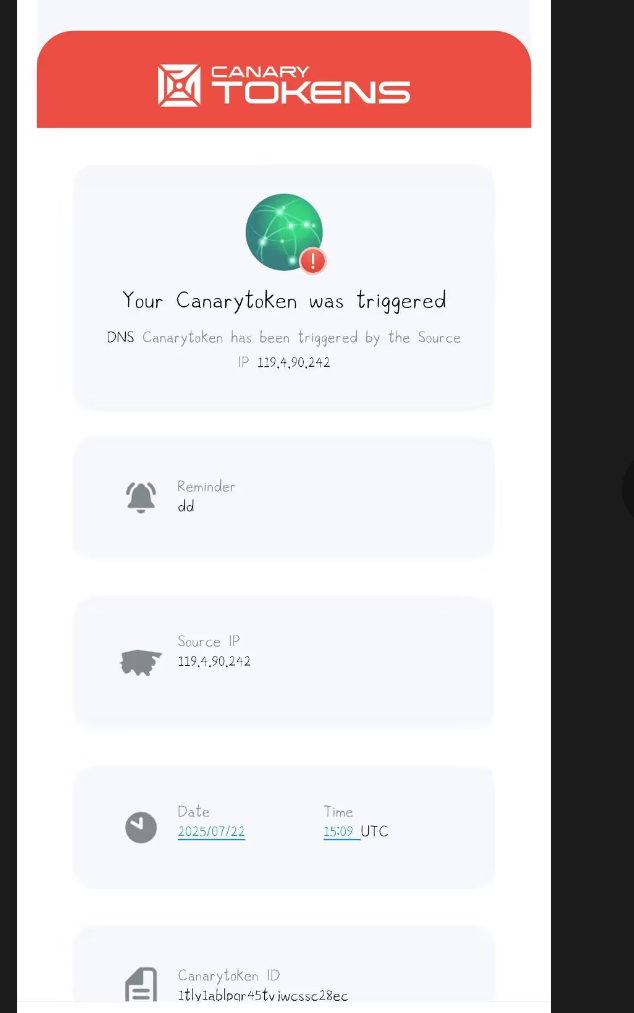 CANARY
TOKENS
Your Canarytoken was triggered
DNS Canarytoken has been triggered by the Source
IP 119.4.90.242
Reminder
dd
Source IP
119.4.90.242
Date
2025/07/22
Time
15:09 UTC
Canarytoken ID
1tly1ablpqr45tvjwcssc28ec